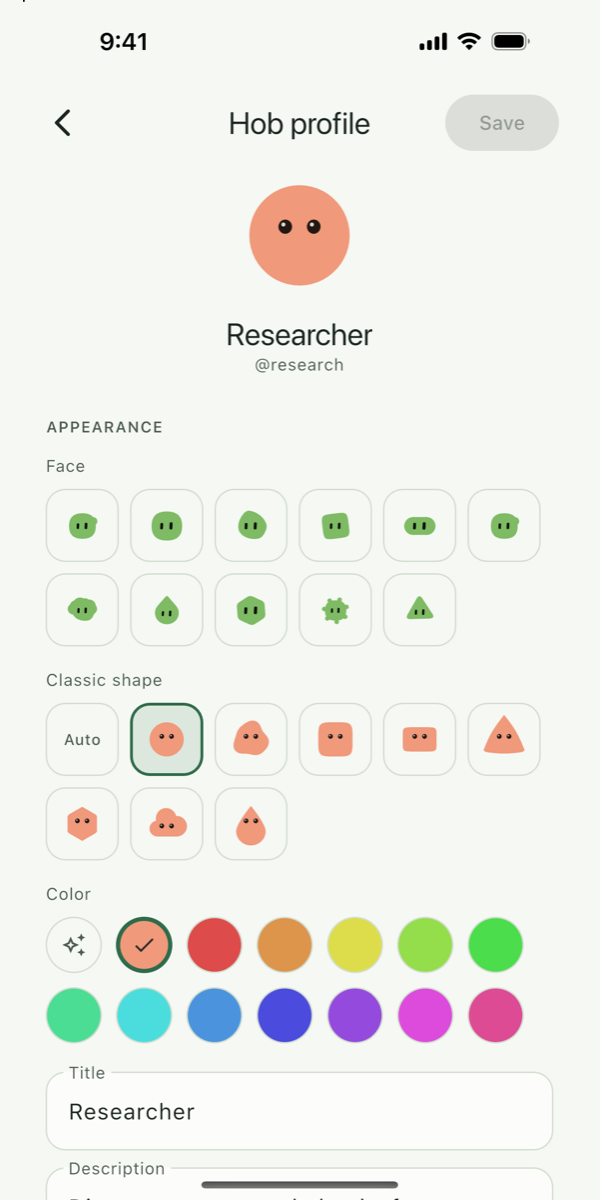 9:41
Hob profile
Save
Researcher
@research
APPEARANCE
Face
Classic shape
Auto
Color
Title
Researcher
Description